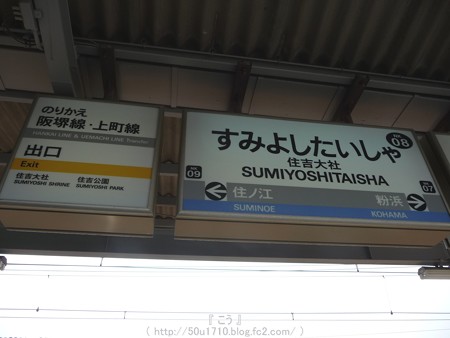 のりかえ
阪堺線・上町線
HANKAI LINE & UEMACHI LINE Transfer
出口
Exit
住吉大社 住吉公園
SUMIYOSHI SHRINE SUMIYOSHI PARK
すみよしたいしゃ
住吉大社
SUMIYOSHITAISHA
08
09
住ノ江
SUMINOE
07
粉浜
KOHAMA
『 こう 』
( http://50u1710.blog.fc2.com/ )